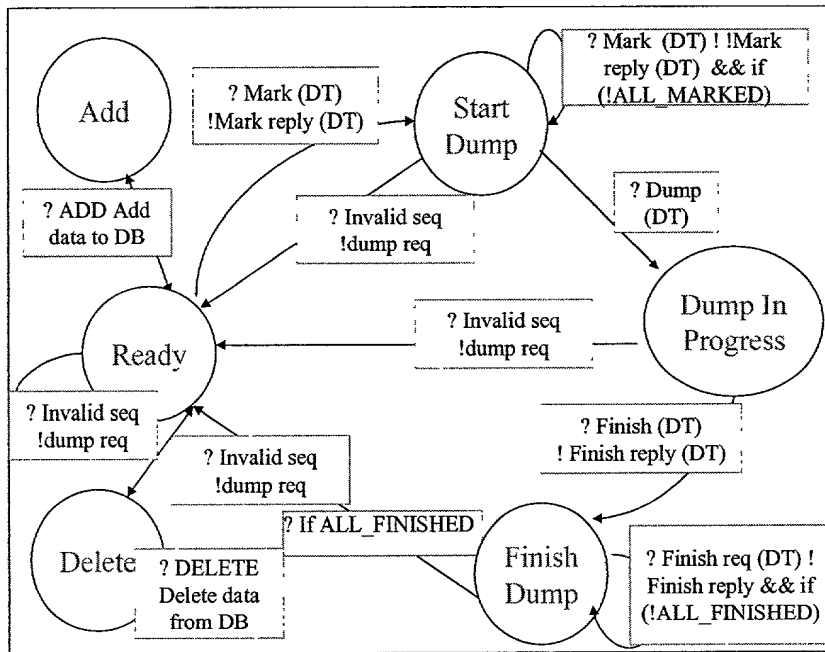 Add
? Mark (DT)
!Mark reply (DT)
Start
Dump
? Mark (DT) ! !Mark
reply (DT) && if
(!ALL_MARKED)
? ADD Add
data to DB
? Invalid seq
!dump req
? Dump
(DT)
Ready
? Invalid seq
!dump req
Dump In
Progress
? Invalid seq
!dump req
? Invalid seq
!dump req
? Finish (DT)
! Finish reply (DT)
Delete
? DELETE
Delete data
from DB
? If ALL_FINISHED
Finish
Dump
? Finish req (DT) !
Finish reply && if
(!ALL_FINISHED)